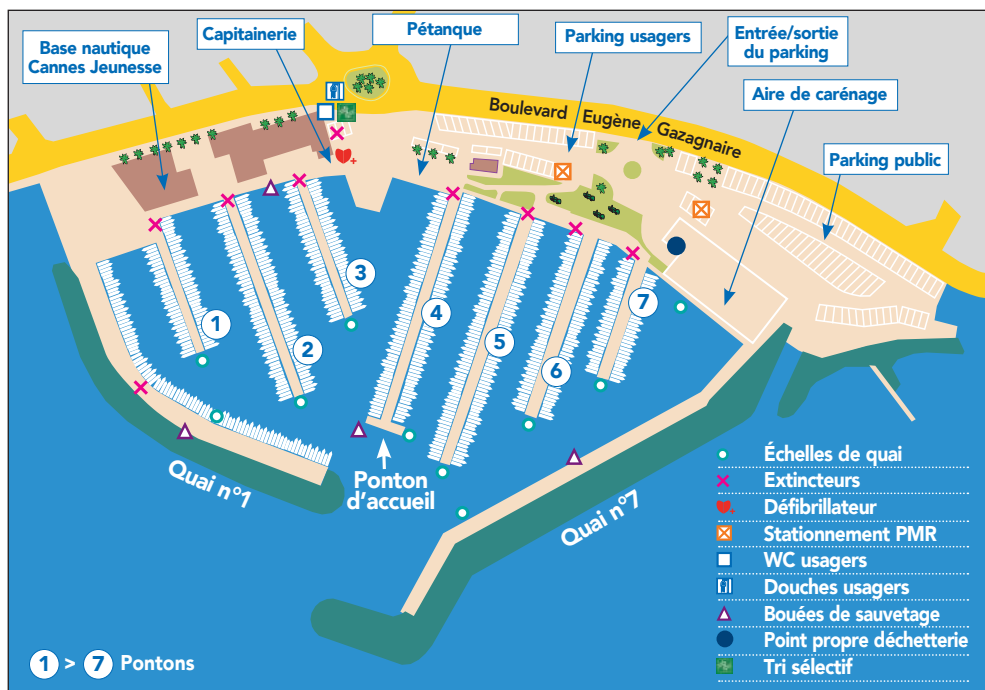 Base nautique
Cannes Jeunesse
Capitainerie
Pétanque
Parking usagers
Entrée/sortie
du parking
Aire de carénage
Parking public
Boulevard Eugène Gazagnaire
1
2
3
4
5
6
7
Quai n°1
Ponton
d'accueil
Quai n°7
Échelles de quai
Extincteurs
Défibrillateur
Stationnement PMR
WC usagers
Douches usagers
Bouées de sauvetage
Point propre déchetterie
Tri sélectif
1 > 7 Pontons